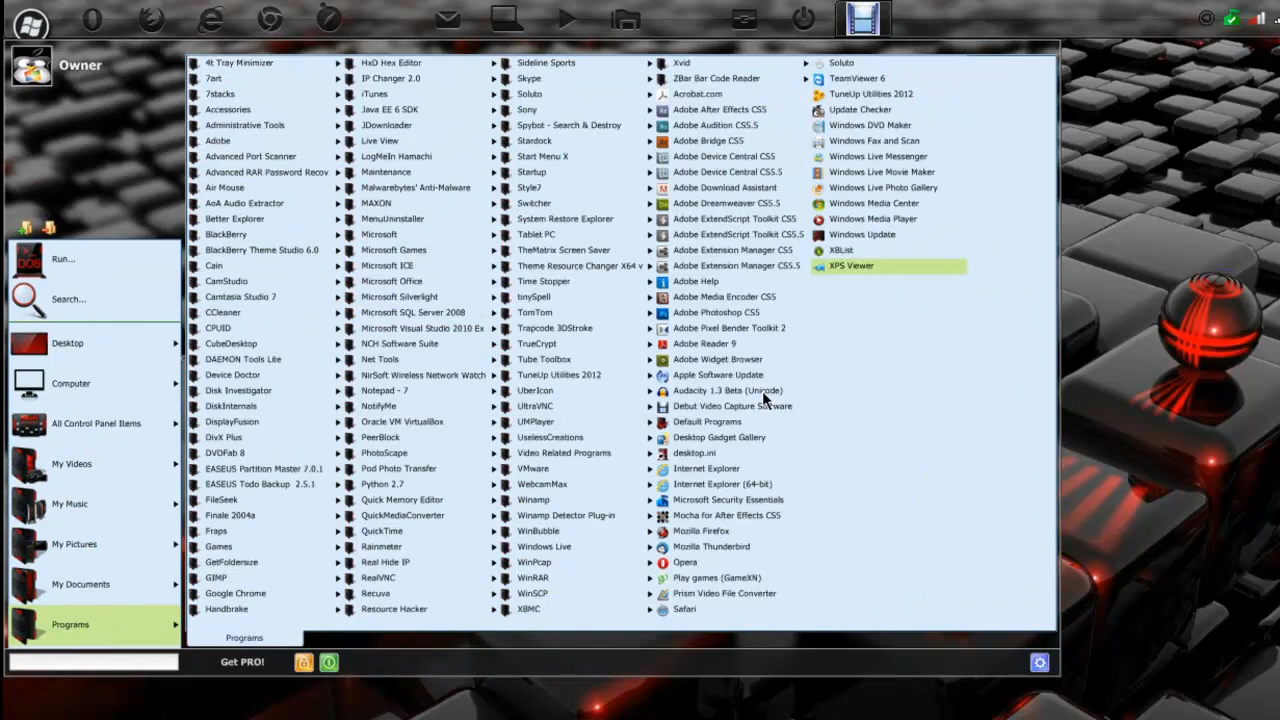 Owner
Run...
Search...
Desktop
Computer
All Control Panel Items
My Videos
My Music
My Pictures
My Documents
Programs
Get PRO!
4t Tray Minimizer
7art
7stacks
Accessories
Administrative Tools
Adobe
Advanced Port Scanner
Advanced RAR Password Recov
Air Mouse
AoA Audio Extractor
Better Explorer
BlackBerry
BlackBerry Theme Studio 6.0
Cain
CamStudio
Camtasia Studio 7
CCleaner
CPUID
CubeDesktop
DAEMON Tools Lite
Device Doctor
Disk Investigator
DiskInternals
DisplayFusion
DivX Plus
DVDFab 8
EASEUS Partition Master 7.0.1
EASEUS Todo Backup 2.5.1
FileSeek
Finale 2004a
Fraps
Games
GetFoldersize
GIMP
Google Chrome
Handbrake
HxD Hex Editor
IP Changer 2.0
iTunes
Java EE 6 SDK
JDownloader
Live View
LogMeIn Hamachi
Maintenance
Malwarebytes' Anti-Malware
MAXON
MenuUninstaller
Microsoft
Microsoft Games
Microsoft ICE
Microsoft Office
Microsoft Silverlight
Microsoft SQL Server 2008
Microsoft Visual Studio 2010 Ex
NCH Software Suite
Net Tools
NirSoft Wireless Network Watch
Notepad - 7
NotifyMe
Oracle VM VirtualBox
PeerBlock
PhotoScape
Pod Photo Transfer
Python 2.7
Quick Memory Editor
QuickMediaConverter
QuickTime
Rainmeter
Real Hide IP
RealVNC
Recuva
Resource Hacker
Sideline Sports
Skype
Soluto
Sony
Spybot - Search & Destroy
Stardock
Start Menu X
Startup
Style7
Switcher
System Restore Explorer
Tablet PC
TheMatrix Screen Saver
Theme Resource Changer X64 v
Time Stopper
tinySpell
TomTom
Trapcode 3DStroke
TrueCrypt
Tube Toolbox
TuneUp Utilities 2012
UberIcon
UltraVNC
UMPlayer
UselessCreations
Video Related Programs
VMware
WebcamMax
Winamp
Winamp Detector Plug-in
WinBubble
Windows Live
WinPcap
WinRAR
WinSCP
XBMC
Xvid
ZBar Bar Code Reader
Acrobat.com
Adobe After Effects CS5
Adobe Audition CS5.5
Adobe Bridge CS5
Adobe Device Central CS5
Adobe Device Central CS5.5
Adobe Download Assistant
Adobe Dreamweaver CS5.5
Adobe ExtendScript Toolkit CS5
Adobe ExtendScript Toolkit CS5.5
Adobe Extension Manager CS5
Adobe Extension Manager CS5.5
Adobe Help
Adobe Media Encoder CS5
Adobe Photoshop CS5
Adobe Pixel Bender Toolkit 2
Adobe Reader 9
Adobe Widget Browser
Apple Software Update
Audacity 1.3 Beta (Unicode)
Debut Video Capture Software
Default Programs
Desktop Gadget Gallery
desktop.ini
Internet Explorer
Internet Explorer (64-bit)
Microsoft Security Essentials
Mocha for After Effects CS5
Mozilla Firefox
Mozilla Thunderbird
Opera
Play games (GameXN)
Prism Video File Converter
Safari
Soluto
TeamViewer 6
TuneUp Utilities 2012
Update Checker
Windows DVD Maker
Windows Fax and Scan
Windows Live Messenger
Windows Live Movie Maker
Windows Live Photo Gallery
Windows Media Center
Windows Media Player
Windows Update
XBList
XPS Viewer
Programs